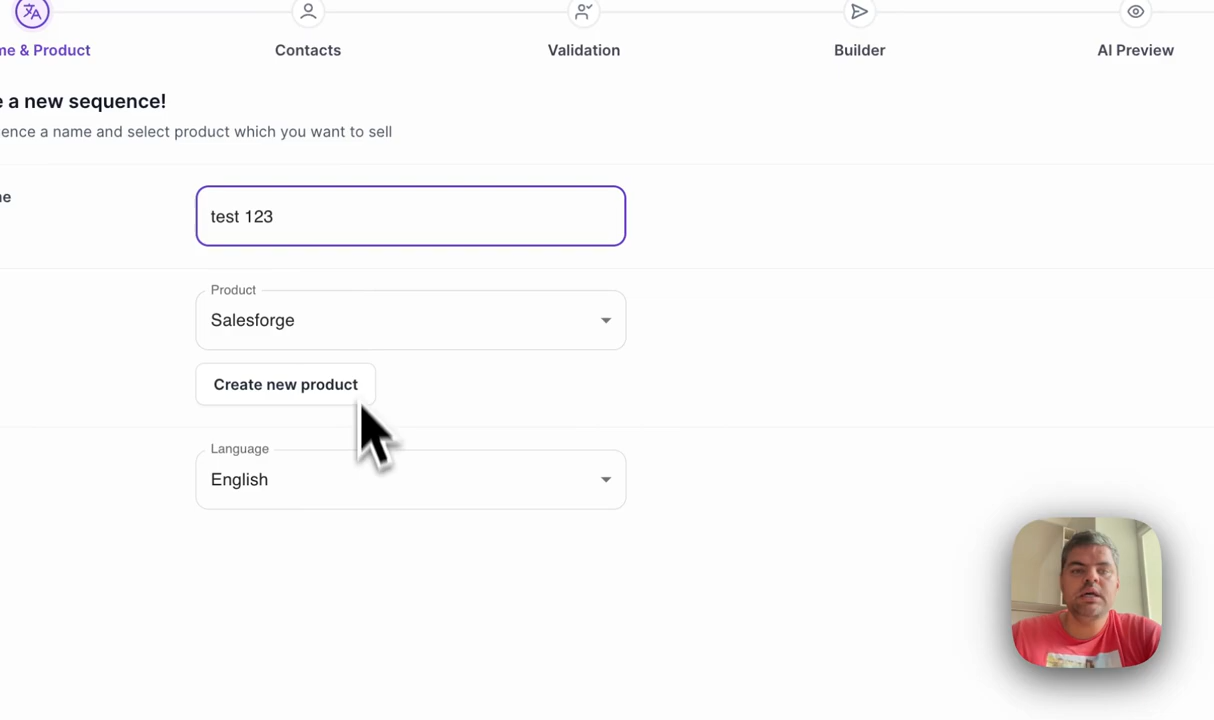 me & Product
Contacts
Validation
Builder
AI Preview
a new sequence!
ence a name and select product which you want to sell
test 123
Product
Salesforge
Create new product
Language
English